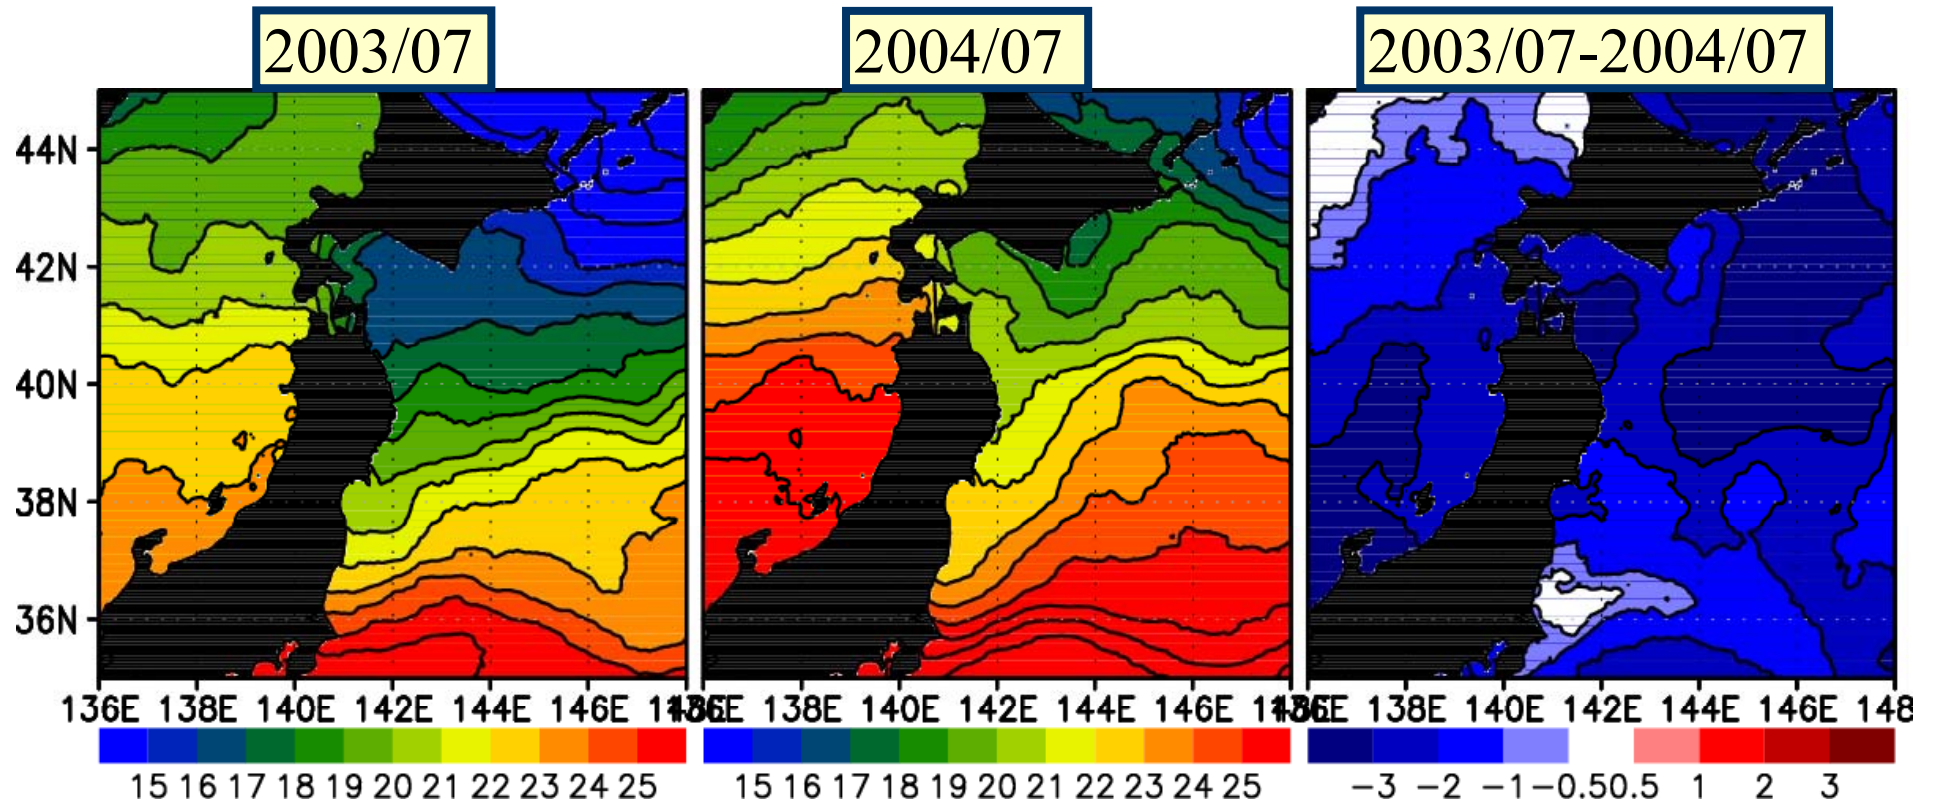 2003/07
2004/07
2003/07-2004/07
44N
42N
40N
38N
36N
136E 138E 140E 142E 144E 146E
138E 140E 142E 144E 146E
138E 140E 142E 144E 146E 148
15 16 17 18 19 20 21 22 23 24 25
15 16 17 18 19 20 21 22 23 24 25
−3 −2 −1 −0.50.5 1 2 3